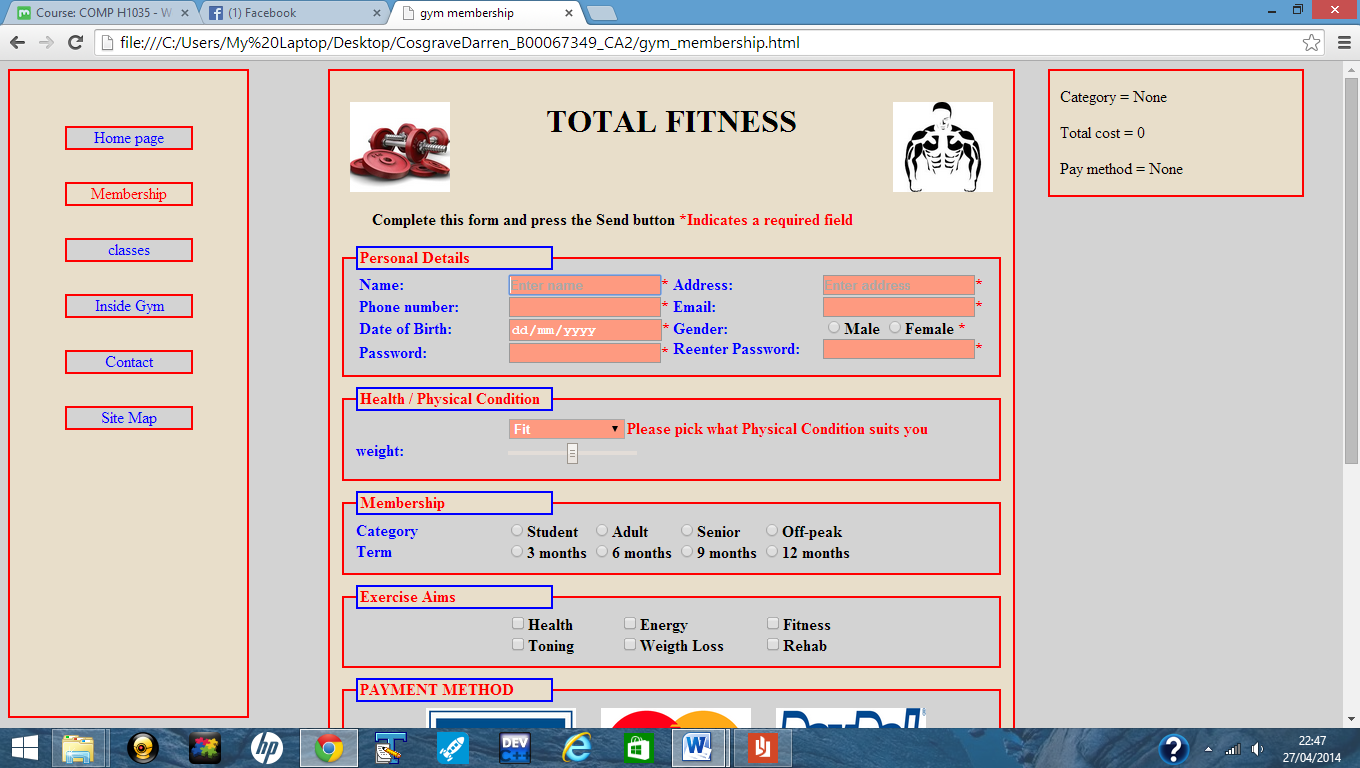 Course: COMP H1035 - W
(1) Facebook
gym membership
file:///C:/Users/My%20Laptop/Desktop/CosgraveDarren_B00067349_CA2/gym_membership.html
Home page
Membership
classes
Inside Gym
Contact
Site Map
TOTAL FITNESS
Complete this form and press the Send button *Indicates a required field
Personal Details
Name: Enter name * Address: Enter address *
Phone number: * Email: *
Date of Birth: dd/mm/yyyy * Gender: Male Female *
Password: * Reenter Password: *
Health / Physical Condition
Fit Please pick what Physical Condition suits you
weight:
Membership
Category Student Adult Senior Off-peak
Term 3 months 6 months 9 months 12 months
Exercise Aims
Health Energy Fitness
Toning Weigth Loss Rehab
PAYMENT METHOD
PayPal
Category = None
Total cost = 0
Pay method = None
hp
DEV
W
22:47
27/04/2014